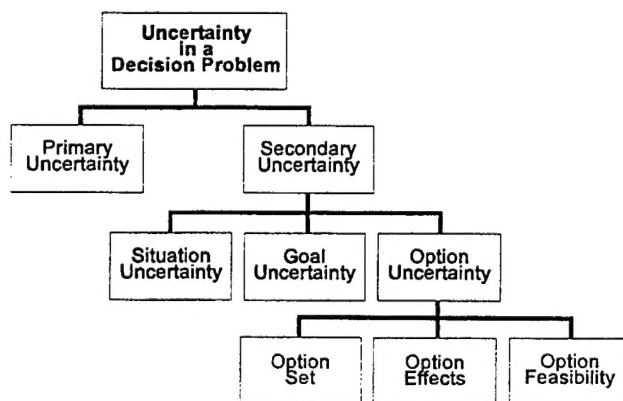 Uncertainty
in a
Decision Problem
Primary
Uncertainty
Secondary
Uncertainty
Situation
Uncertainty
Goal
Uncertainty
Option
Uncertainty
Option
Set
Option
Effects
Option
Feasibility